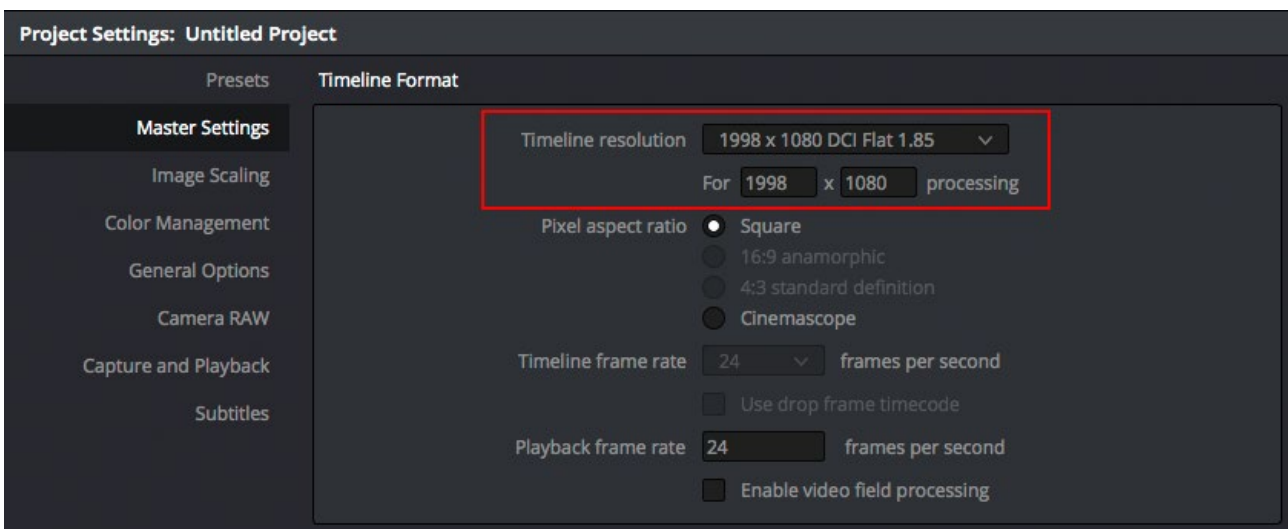 Project Settings: Untitled Project
Presets
Master Settings
Image Scaling
Color Management
General Options
Camera RAW
Capture and Playback
Subtitles
Timeline Format
Timeline resolution 1998 x 1080 DCI Flat 1.85
For 1998 x 1080 processing
Pixel aspect ratio Square
16:9 anamorphic
4:3 standard definition
Cinemascope
Timeline frame rate 24 frames per second
Use drop frame timecode
Playback frame rate 24 frames per second
Enable video field processing